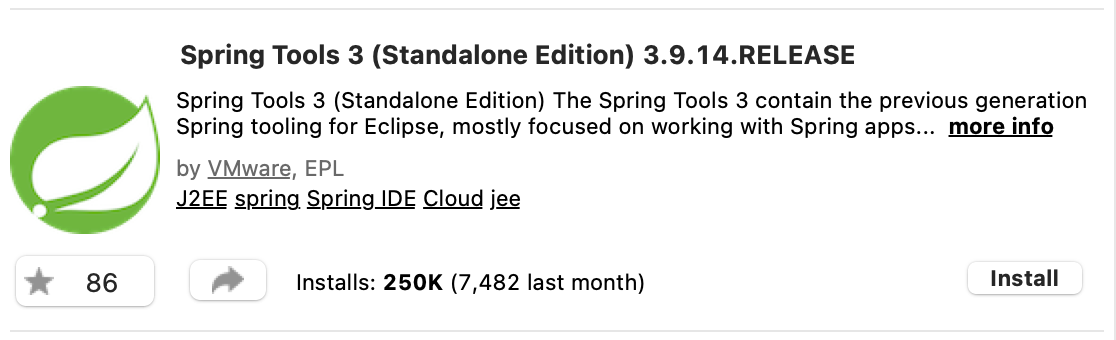 Spring Tools 3 (Standalone Edition) 3.9.14.RELEASE
Spring Tools 3 (Standalone Edition) The Spring Tools 3 contain the previous generation
Spring tooling for Eclipse, mostly focused on working with Spring apps... more info
by VMware, EPL
J2EE spring Spring IDE Cloud jee
86 Installs: 250K (7,482 last month) Install